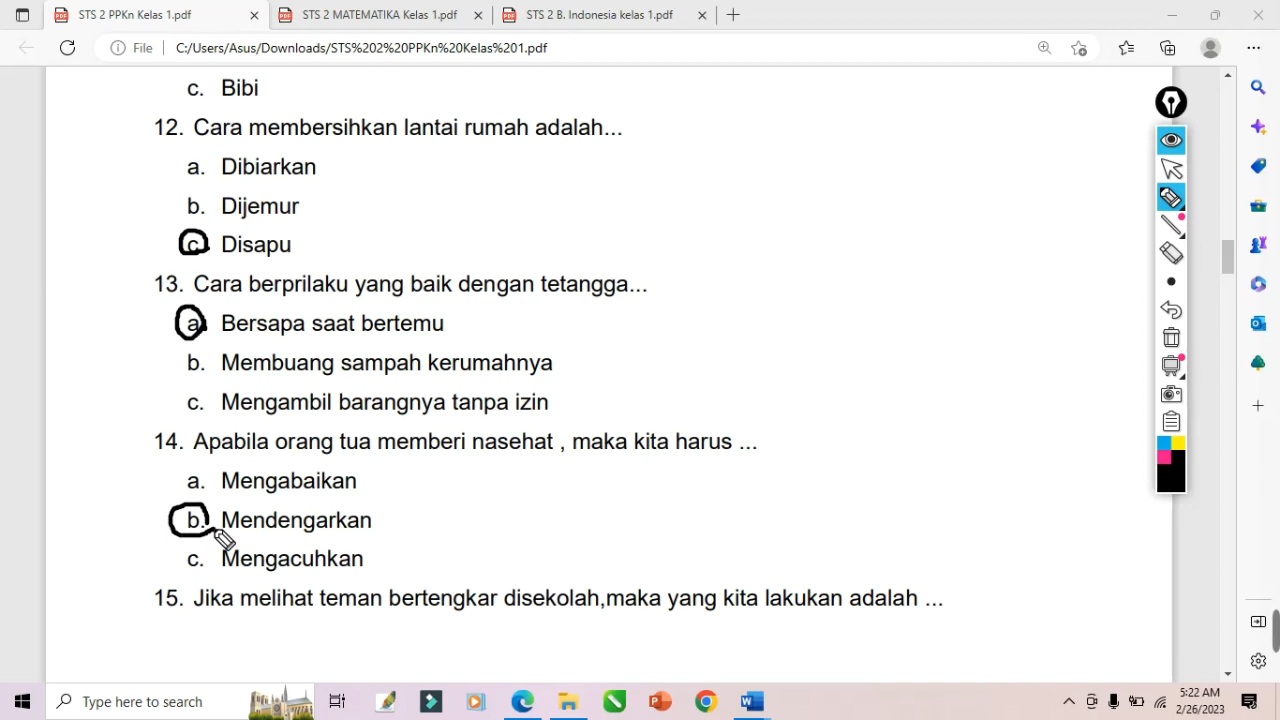 STS 2 PPKn Kelas 1.pdf
STS 2 MATEMATIKA Kelas 1.pdf
STS 2 B. Indonesia kelas 1.pdf
File
C:/Users/Asus/Downloads/STS%202%20PPKn%20Kelas%201.pdf
c. Bibi
12. Cara membersihkan lantai rumah adalah...
a. Dibiarkan
b. Dijemur
c. Disapu
13. Cara berprilaku yang baik dengan tetangga...
a. Bersapa saat bertemu
b. Membuang sampah kerumahnya
c. Mengambil barangnya tanpa izin
14. Apabila orang tua memberi nasehat , maka kita harus ...
a. Mengabaikan
b. Mendengarkan
c. Mengacuhkan
15. Jika melihat teman bertengkar disekolah,maka yang kita lakukan adalah ...
Type here to search
5:22 AM
2/26/2023